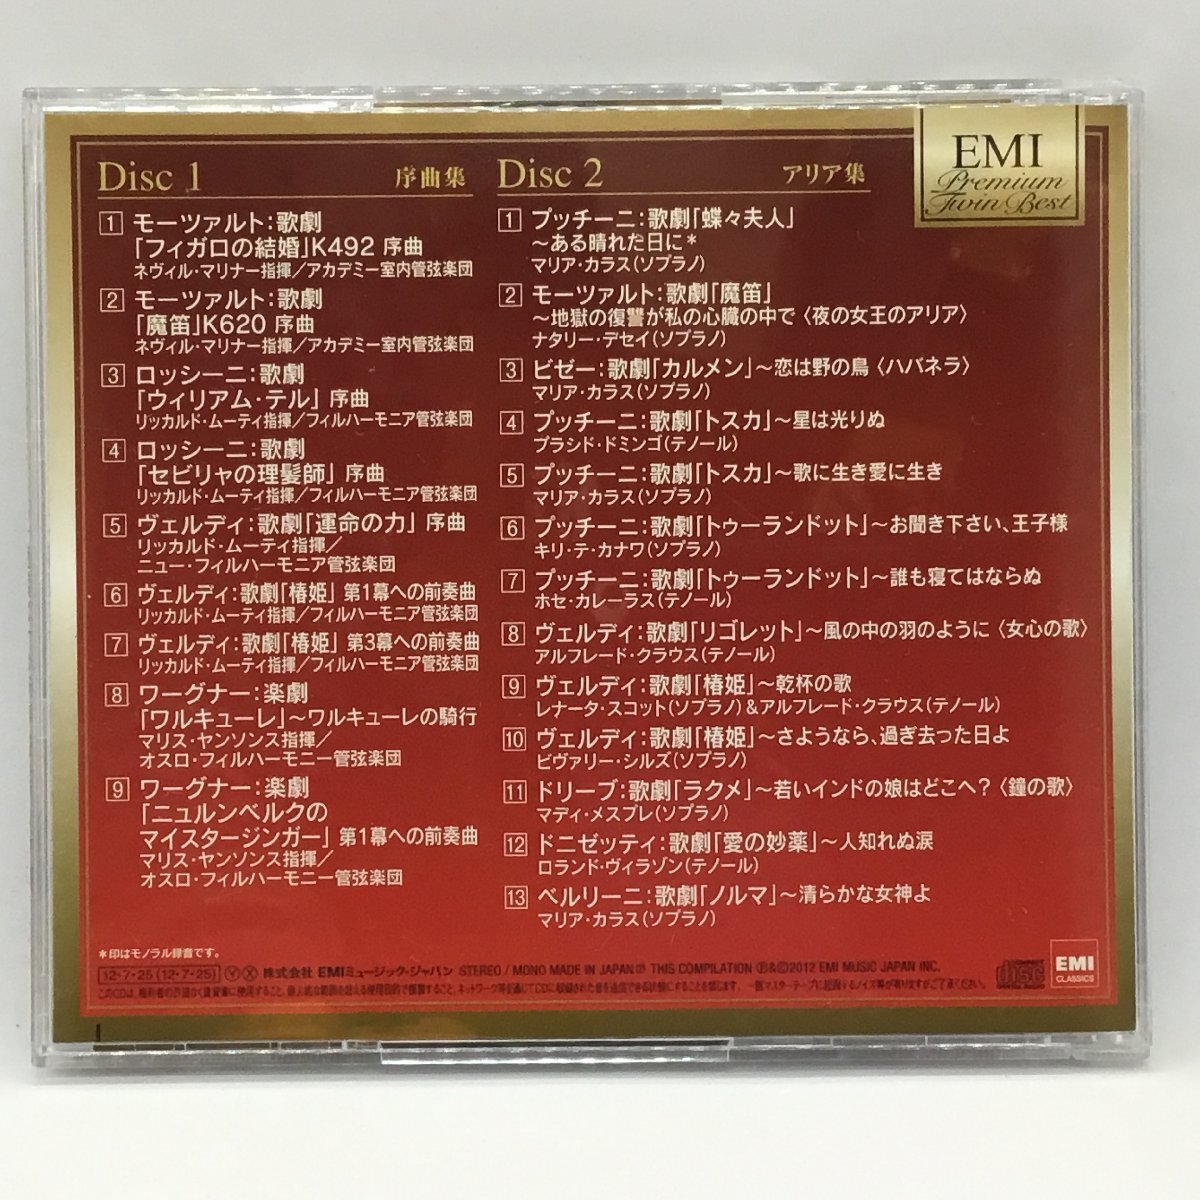 Disc 1 序曲集
1 モーツァルト:歌劇
「フィガロの結婚」K492 序曲
ネヴィル・マリナー指揮/アカデミー室内管弦楽団
2 モーツァルト:歌劇
「魔笛」K620 序曲
ネヴィル・マリナー指揮/アカデミー室内管弦楽団
3 ロッシーニ:歌劇
「ウィリアム・テル」 序曲
リッカルド・ムーティ指揮/フィルハーモニア管弦楽団
4 ロッシーニ:歌劇
「セビリャの理髪師」 序曲
リッカルド・ムーティ指揮/フィルハーモニア管弦楽団
5 ヴェルディ:歌劇「運命の力」 序曲
リッカルド・ムーティ指揮/
ニュー・フィルハーモニア管弦楽団
6 ヴェルディ:歌劇「椿姫」 第1幕への前奏曲
リッカルド・ムーティ指揮/フィルハーモニア管弦楽団
7 ヴェルディ:歌劇「椿姫」 第3幕への前奏曲
リッカルド・ムーティ指揮/フィルハーモニア管弦楽団
8 ワーグナー:楽劇
「ワルキューレ」~ワルキューレの騎行
マリス・ヤンソンス指揮/
オスロ・フィルハーモニー管弦楽団
9 ワーグナー:楽劇
「ニュルンベルクの
マイスタージンガー」 第1幕への前奏曲
マリス・ヤンソンス指揮/
オスロ・フィルハーモニー管弦楽団
Disc 2 アリア集
1 プッチーニ:歌劇「蝶々夫人」
~ある晴れた日に*
マリア・カラス(ソプラノ)
2 モーツァルト:歌劇「魔笛」
~地獄の復讐が私の心臓の中で〈夜の女王のアリア〉
ナタリー・デセイ(ソプラノ)
3 ビゼー:歌劇「カルメン」~恋は野の鳥〈ハバネラ〉
マリア・カラス(ソプラノ)
4 プッチーニ:歌劇「トスカ」~星は光りぬ
プラシド・ドミンゴ(テノール)
5 プッチーニ:歌劇「トスカ」~歌に生き愛に生き
マリア・カラス(ソプラノ)
6 プッチーニ:歌劇「トゥーランドット」~お聞き下さい、王子様
キリ・テ・カナワ(ソプラノ)
7 プッチーニ:歌劇「トゥーランドット」~誰も寝てはならぬ
ホセ・カレーラス(テノール)
8 ヴェルディ:歌劇「リゴレット」~風の中の羽のように〈女心の歌〉
アルフレード・クラウス(テノール)
9 ヴェルディ:歌劇「椿姫」~乾杯の歌
レナータ・スコット(ソプラノ)&アルフレード・クラウス(テノール)
10 ヴェルディ:歌劇「椿姫」~さようなら、過ぎ去った日よ
ビヴァリー・シルズ(ソプラノ)
11 ドリーブ:歌劇「ラクメ」~若いインドの娘はどこへ?〈鐘の歌〉
マディ・メスプレ(ソプラノ)
12 ドニゼッティ:歌劇「愛の妙薬」~人知れぬ涙
ロランド・ヴィラゾン(テノール)
13 ベルリーニ:歌劇「ノルマ」~清らかな女神よ
マリア・カラス(ソプラノ)
EMI
Premium
Twin Best
*印はモノラル録音です。
12・7・25 (12・7・25) Ⓨ Ⓧ 株式会社 EMIミュージック・ジャパン STEREO / MONO MADE IN JAPAN ℗ THIS COMPILATION ℗&©2012 EMI MUSIC JAPAN INC.
disc
EMI
CLASSICS